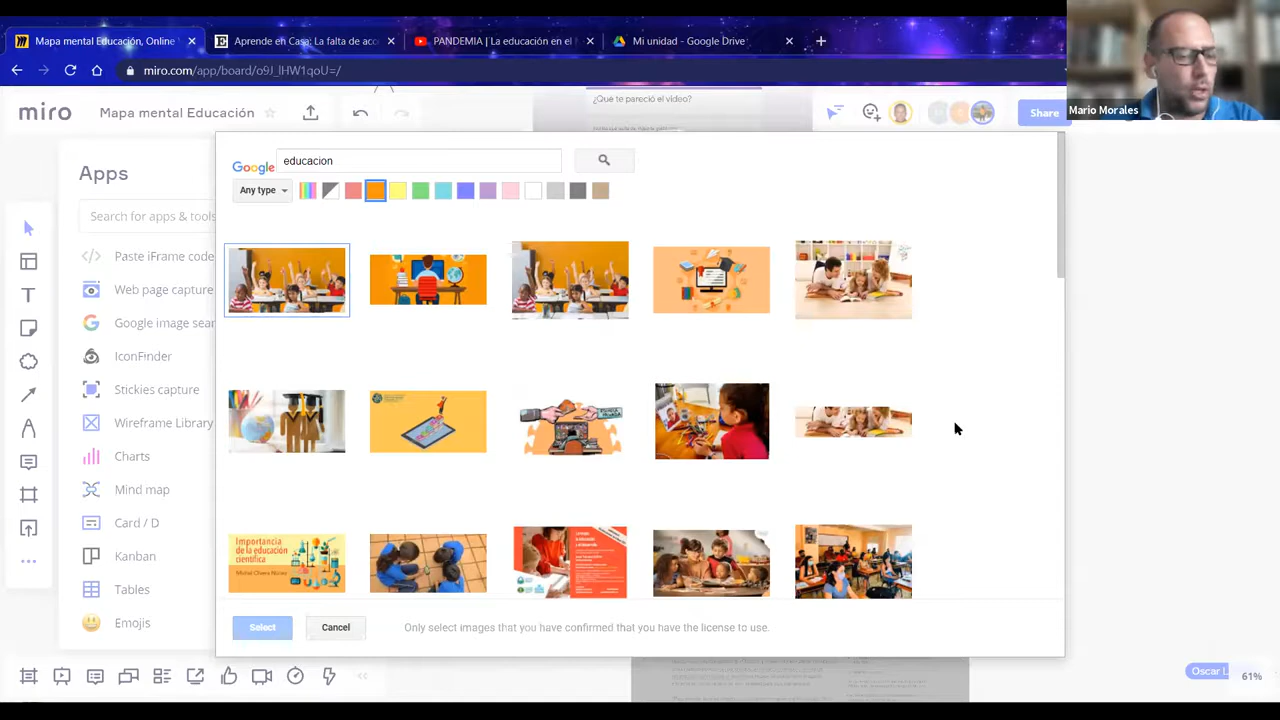 Mapa mental Educación, Online
Aprende en Casa: La falta de acc
PANDEMIA | La educación en el
Mi unidad - Google Drive
miro.com/app/board/o9J_lHW1qoU=/
Mario Morales
miro
Mapa mental Educación
¿Qué te pareció el video?
Share
Apps
Search for apps & tools
Paste iFrame code
Web page capture
Google image sear
IconFinder
Stickies capture
Wireframe Library
Charts
Mind map
Card / D
Kanban
Tables
Emojis
Google
educacion
Any type
Importancia
de la educación
científica
Select
Cancel
Only select images that you have confirmed that you have the license to use.
Oscar L
61%